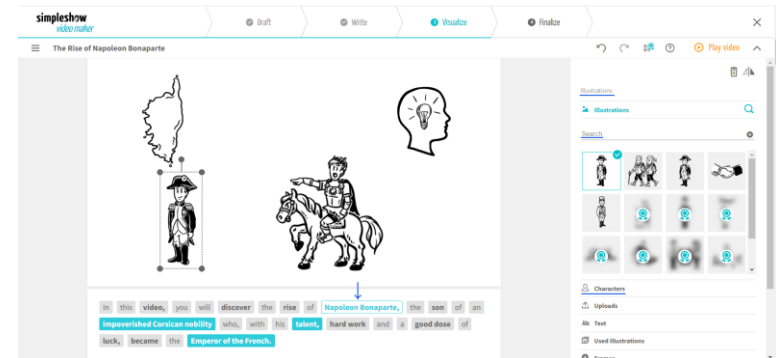 simpleshow
video maker
Draft
Write
Visualize
Finalize
The Rise of Napoleon Bonaparte
Play video
Illustrations
Illustrations
Search
In this video, you will discover the rise of Napoleon Bonaparte, the son of an
impoverished Corsican nobility who, with his talent, hard work and a good dose of
luck, became the Emperor of the French.
Characters
Uploads
Text
Used Illustrations